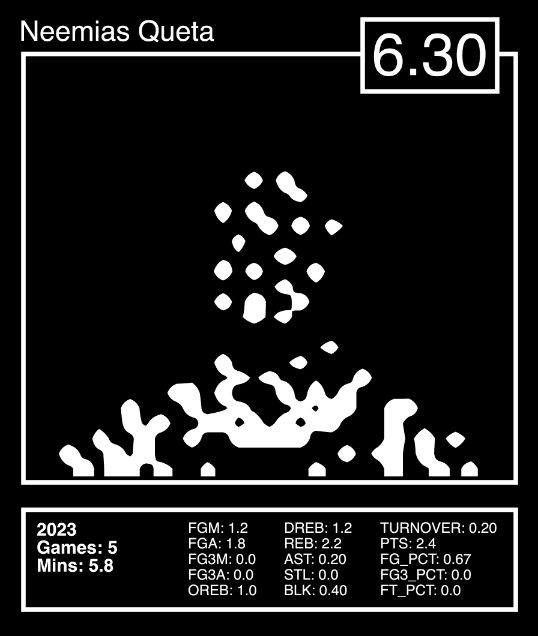 Neemias Queta
6.30
2023
Games: 5
Mins: 5.8
FGM: 1.2
FGA: 1.8
FG3M: 0.0
FG3A: 0.0
OREB: 1.0
DREB: 1.2
REB: 2.2
AST: 0.20
STL: 0.0
BLK: 0.40
TURNOVER: 0.20
PTS: 2.4
FG_PCT: 0.67
FG3_PCT: 0.0
FT_PCT: 0.0